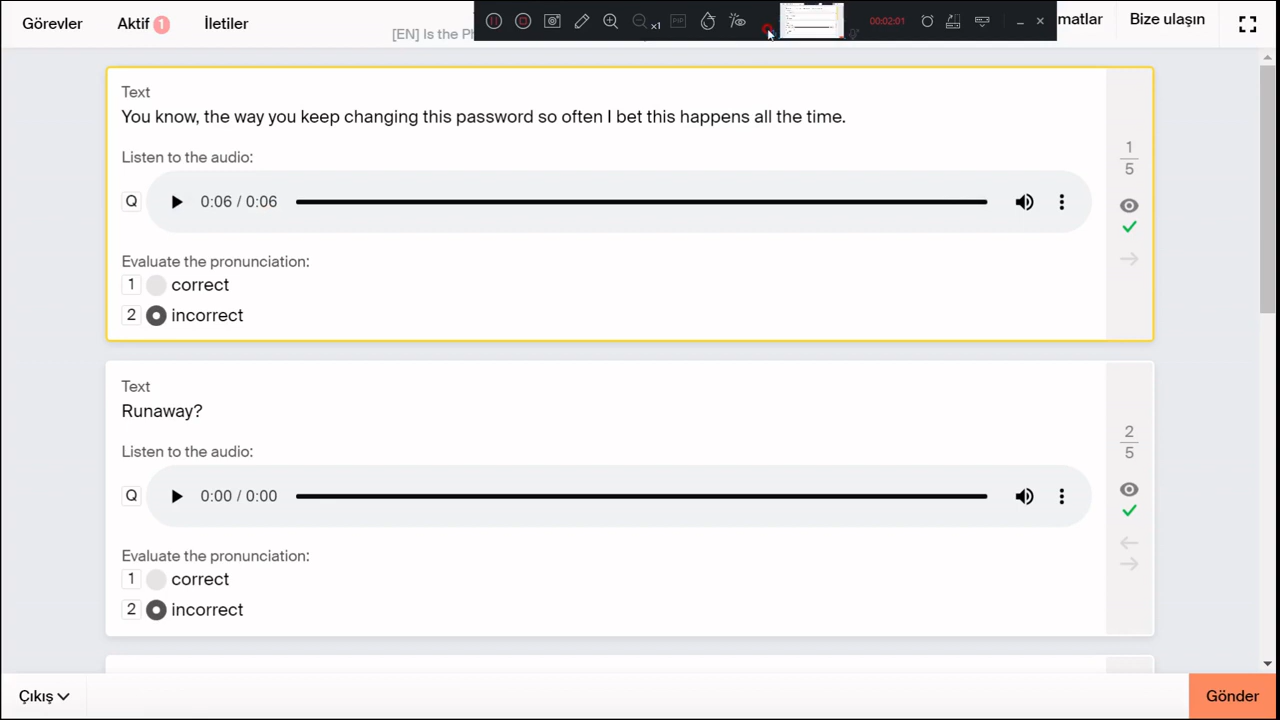 Görevler
Aktif 1
İletiler
[EN] Is the Ph
x1
PIP
00:02:01
matlar
Bize ulaşın
Text
You know, the way you keep changing this password so often I bet this happens all the time.
Listen to the audio:
Q
0:06 / 0:06
Evaluate the pronunciation:
1 correct
2 incorrect
1
5
Text
Runaway?
Listen to the audio:
Q
0:00 / 0:00
Evaluate the pronunciation:
1 correct
2 incorrect
2
5
Çıkış
Gönder